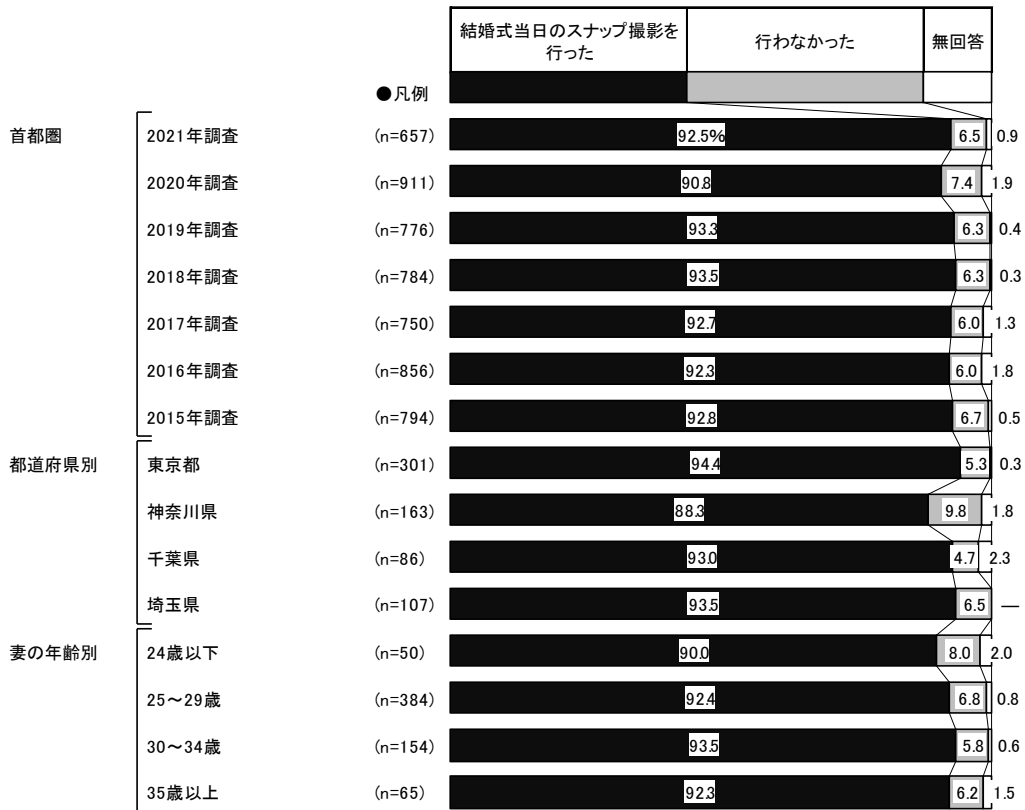 結婚式当日のスナップ撮影を
行った
行わなかった
無回答
●凡例
首都圏
2021年調査 (n=657) 92.5% 6.5 0.9
2020年調査 (n=911) 90.8 7.4 1.9
2019年調査 (n=776) 93.3 6.3 0.4
2018年調査 (n=784) 93.5 6.3 0.3
2017年調査 (n=750) 92.7 6.0 1.3
2016年調査 (n=856) 92.3 6.0 1.8
2015年調査 (n=794) 92.8 6.7 0.5
都道府県別
東京都 (n=301) 94.4 5.3 0.3
神奈川県 (n=163) 88.3 9.8 1.8
千葉県 (n=86) 93.0 4.7 2.3
埼玉県 (n=107) 93.5 6.5 ―
妻の年齢別
24歳以下 (n=50) 90.0 8.0 2.0
25～29歳 (n=384) 92.4 6.8 0.8
30～34歳 (n=154) 93.5 5.8 0.6
35歳以上 (n=65) 92.3 6.2 1.5